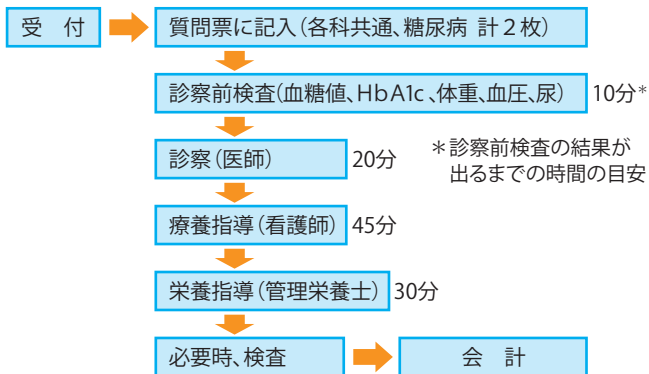 受 付
質問票に記入(各科共通、糖尿病 計2枚)
診察前検査(血糖値、HbA1c、体重、血圧、尿) 10分*
診察(医師) 20分
*診察前検査の結果が
出るまでの時間の目安
療養指導(看護師) 45分
栄養指導(管理栄養士) 30分
必要時、検査
会 計